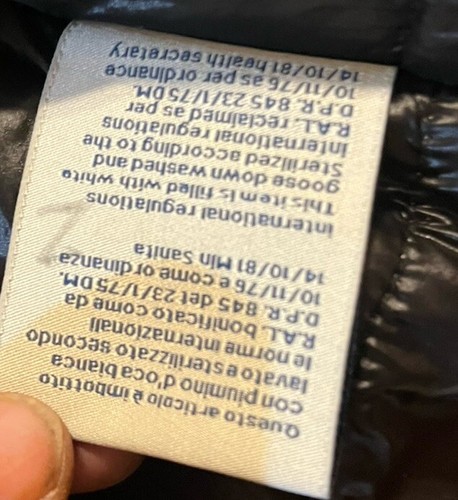 Questo articolo è imbottito
con piumino d'oca bianca
lavato e sterilizzato secondo
le norme internazionali
R.A.L. bonificato come da
D.P.R. 845 del 23/1/75 DM.
10/11/76 e come ordinanza
14/10/81 Min Sanita
international regulations
This item is filled with white
goose down washed and
Sterilized according to the
international regulations
R.A.L. reclaimed as per
D.P.R. 845 23/1/75 DM.
10/11/76 as per ordinance
14/10/81 health secretary